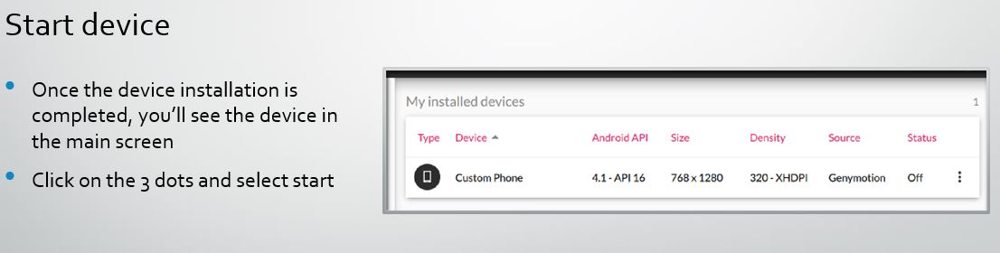 Start device
• Once the device installation is
completed, you'll see the device in
the main screen
• Click on the 3 dots and select start
My installed devices 1
Type Device Android API Size Density Source Status
Custom Phone 4.1 - API 16 768 x 1280 320 - XHDPI Genymotion Off